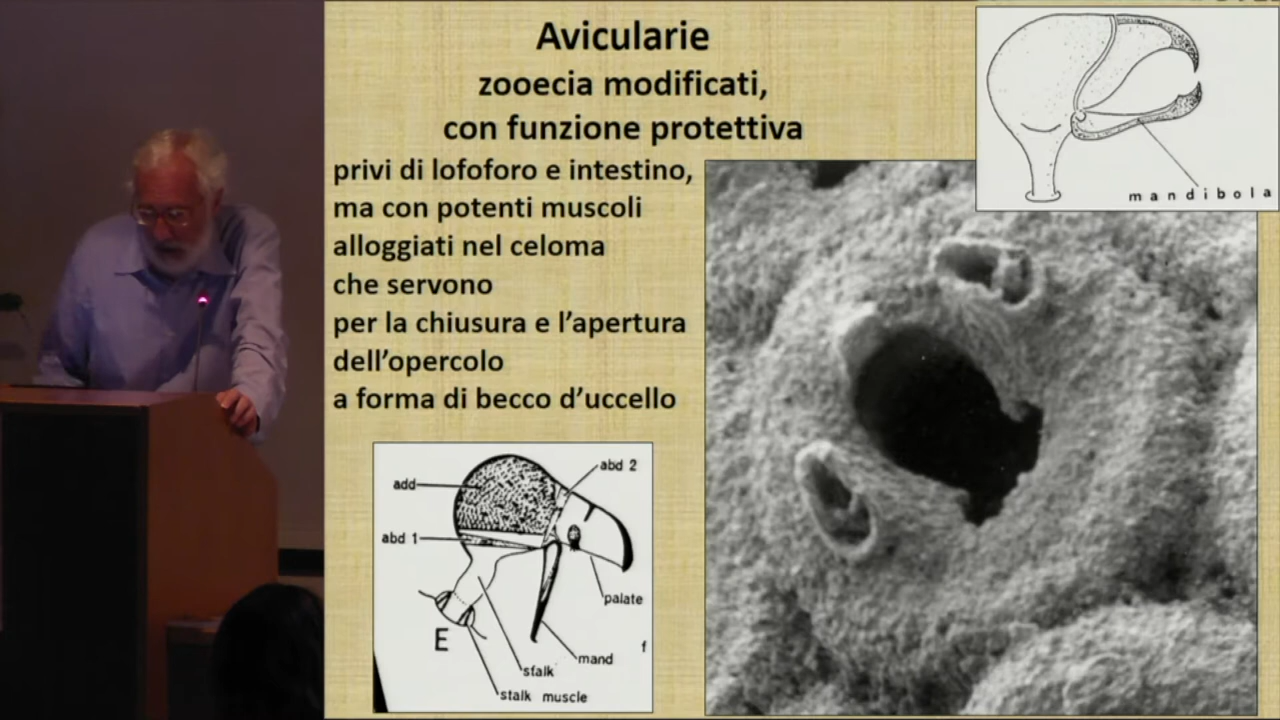 Avicularie
zooecia modificati,
con funzione protettiva
privi di lofoforo e intestino,
ma con potenti muscoli
alloggiati nel celoma
che servono
per la chiusura e l'apertura
dell'opercolo
a forma di becco d'uccello
mandibola
abd 2
add
abd 1
palate
E
f
mand
stalk
stalk muscle